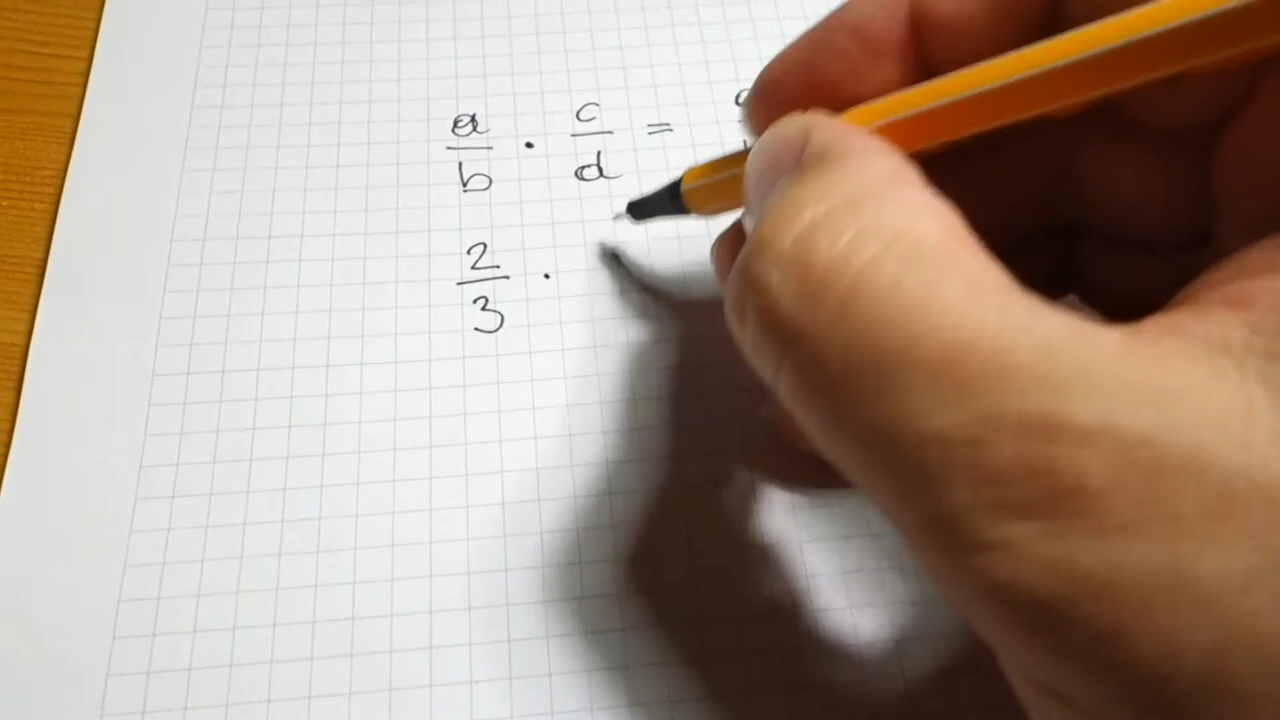 a/b · c/d =
2/3 ·